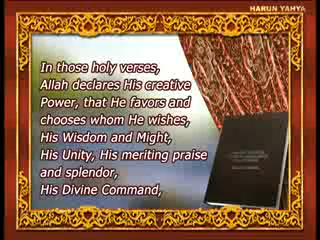 HARUN YAHYA
In those holy verses,
Allah declares His creative
Power, that He favors and
chooses whom He wishes,
His Wisdom and Might,
His Unity, His meriting praise
and splendor,
His Divine Command,